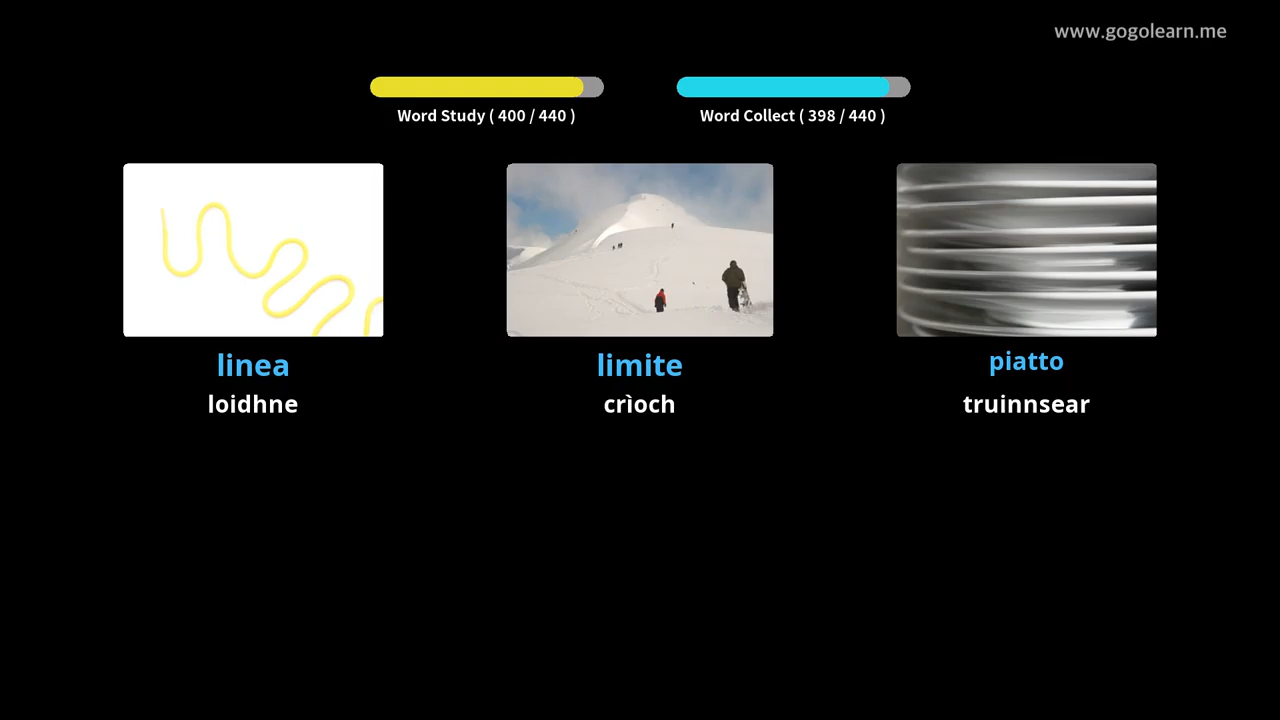 www.gogolearn.me
Word Study ( 400 / 440 )
Word Collect ( 398 / 440 )
linea
loidhne
limite
crìoch
piatto
truinnsear